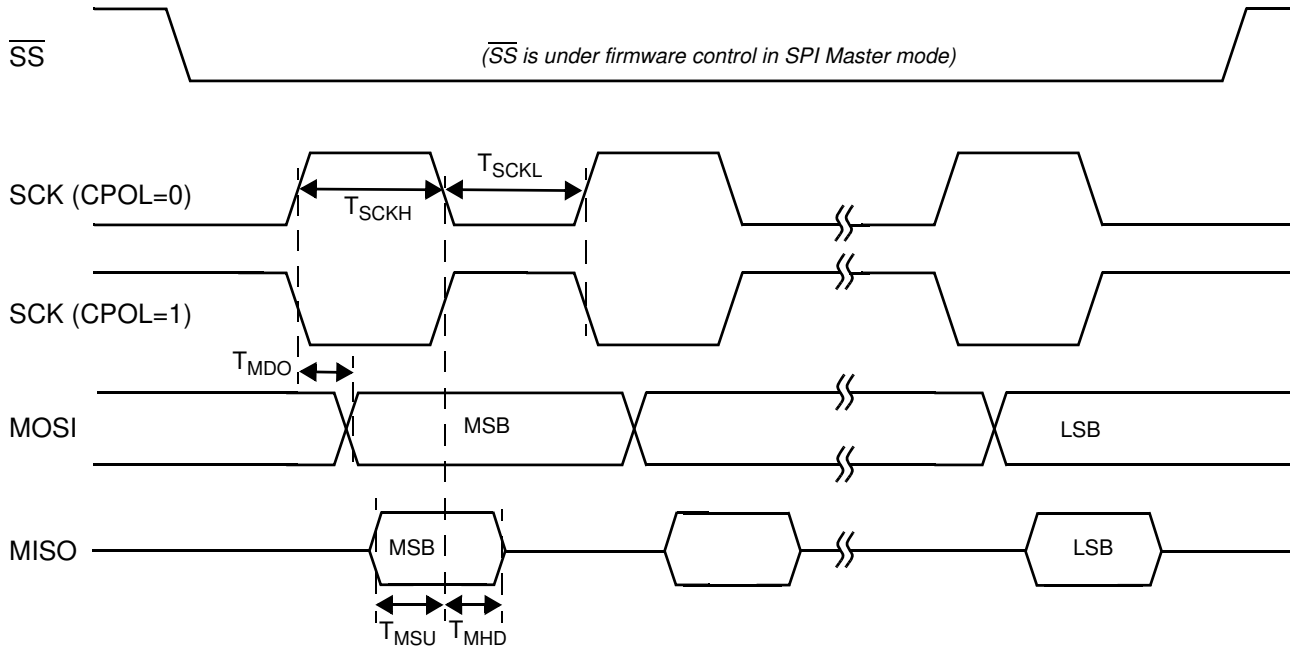 SS
(SS is under firmware control in SPI Master mode)
SCK (CPOL=0)
TSCKH
TSCKL
SCK (CPOL=1)
TMDO
MOSI
MSB
LSB
MISO
MSB
LSB
TMSU
TMHD